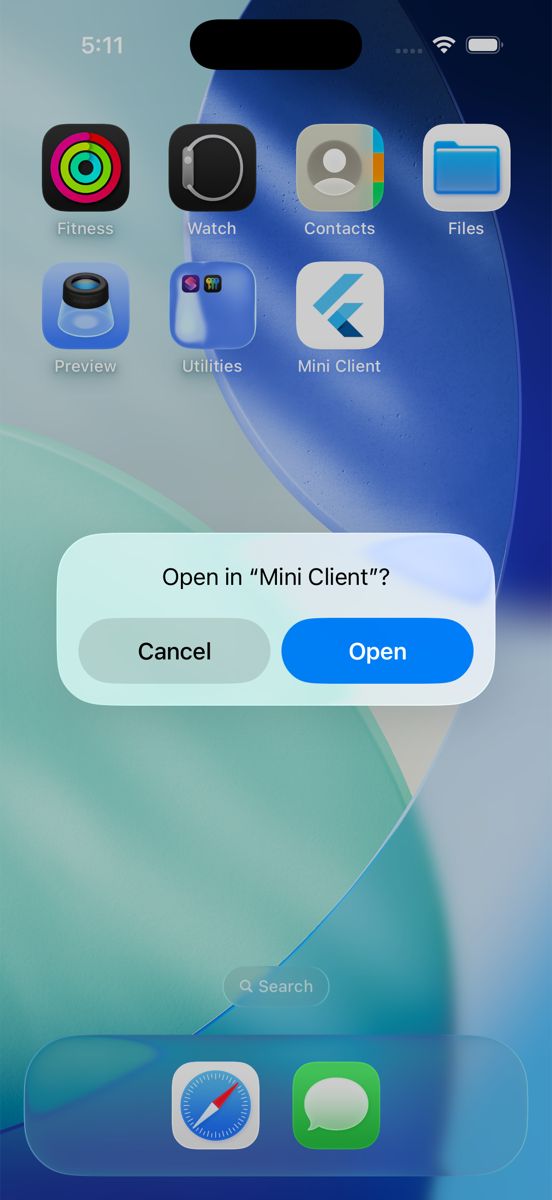 5:11
Fitness
Watch
Contacts
Files
Preview
Utilities
Mini Client
Open in “Mini Client”?
Cancel
Open
Search